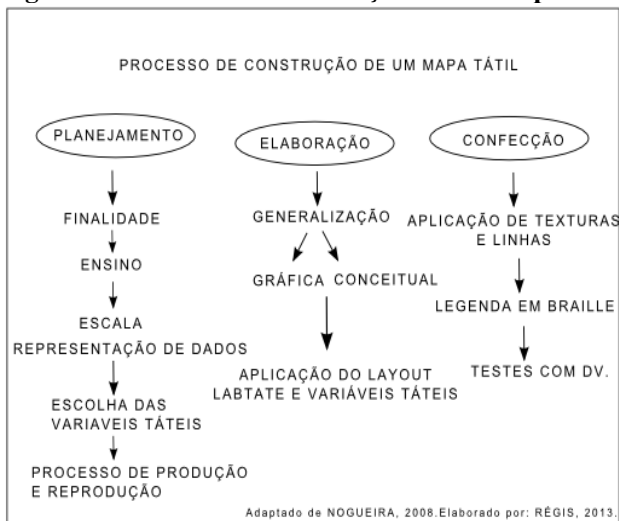 PROCESSO DE CONSTRUÇÃO DE UM MAPA TÁTIL
PLANEJAMENTO
FINALIDADE
ENSINO
ESCALA
REPRESENTAÇÃO DE DADOS
ESCOLHA DAS
VARIAVEIS TÁTEIS
PROCESSO DE PRODUÇÃO
E REPRODUÇÃO
ELABORAÇÃO
GENERALIZAÇÃO
GRÁFICA CONCEITUAL
APLICAÇÃO DO LAYOUT
LABTATE E VARIÁVEIS TÁTEIS
CONFECÇÃO
APLICAÇÃO DE TEXTURAS
E LINHAS
LEGENDA EM BRAILLE
TESTES COM DV.
Adaptado de NOGUEIRA, 2008.Elaborado por: RÉGIS, 2013.